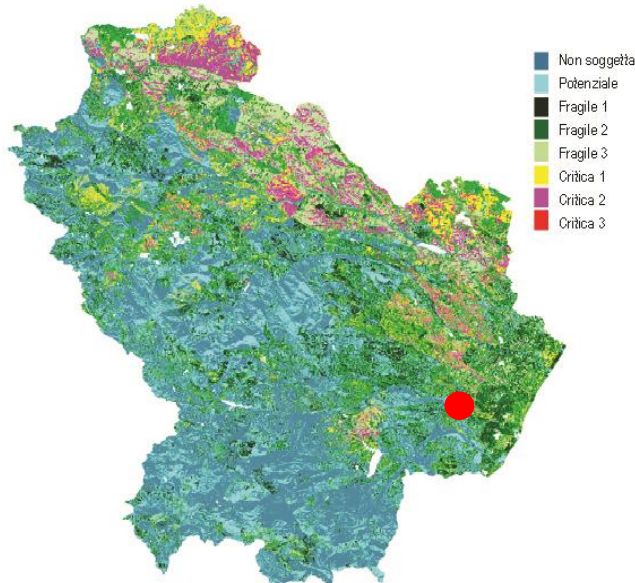 Non soggetta
Potenziale
Fragile 1
Fragile 2
Fragile 3
Critica 1
Critica 2
Critica 3